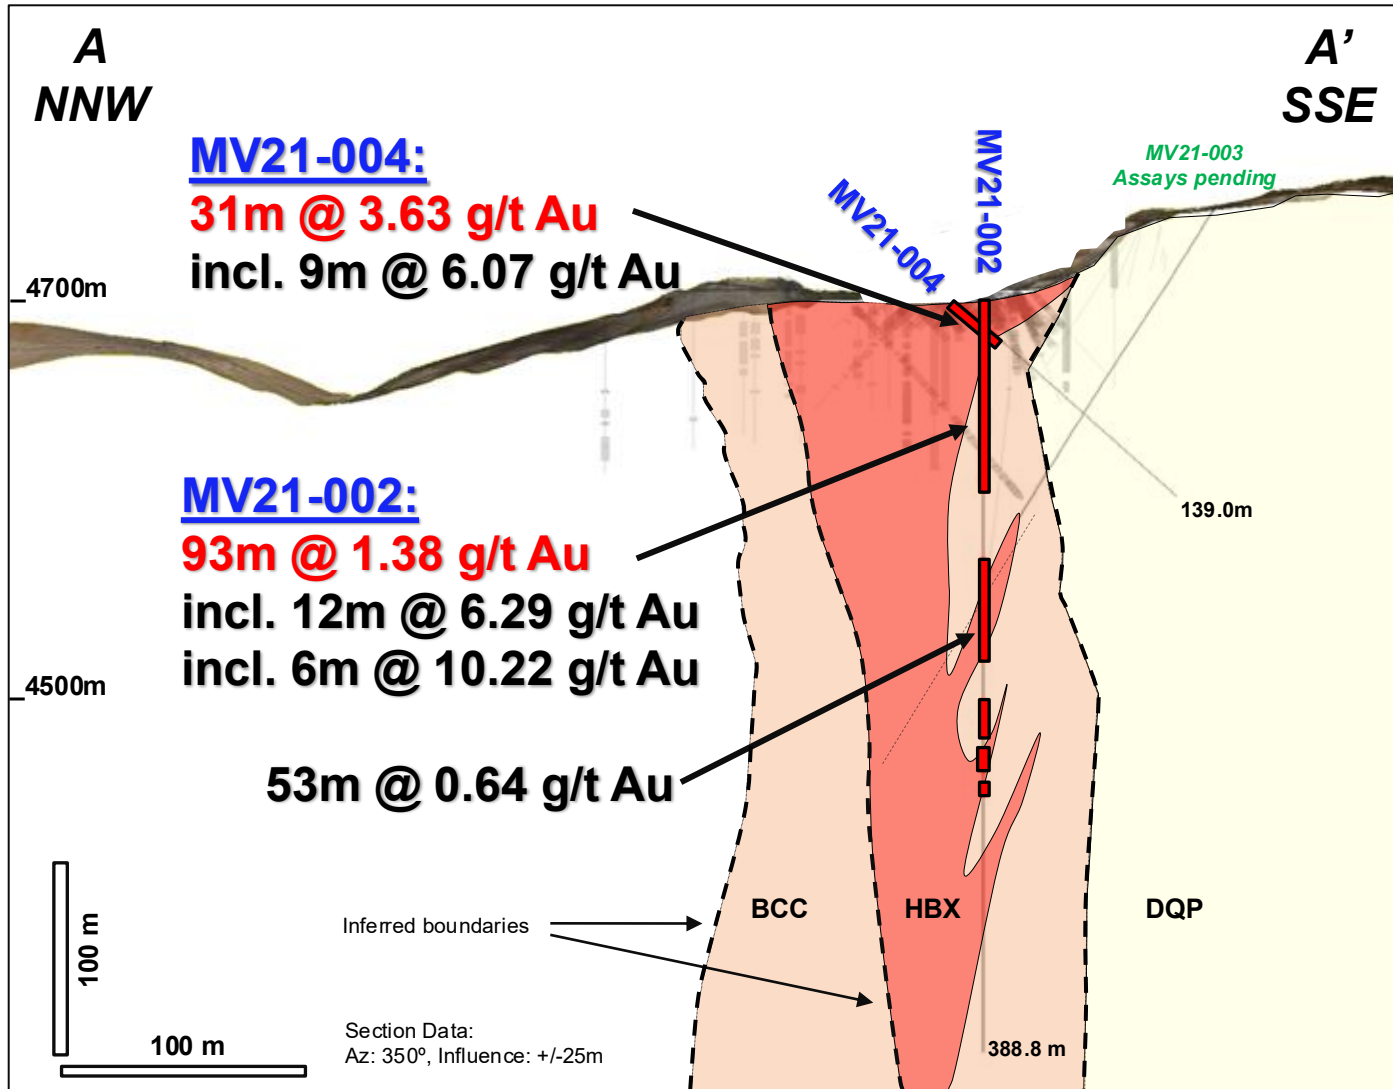 A
NNW
A’
SSE
MV21-004:
31m @ 3.63 g/t Au
incl. 9m @ 6.07 g/t Au
MV21-004
MV21-002
MV21-003
Assays pending
4700m
MV21-002:
93m @ 1.38 g/t Au
incl. 12m @ 6.29 g/t Au
incl. 6m @ 10.22 g/t Au
139.0m
4500m
53m @ 0.64 g/t Au
BCC
HBX
DQP
Inferred boundaries
100 m
Section Data:
Az: 350º, Influence: +/-25m
100 m
388.8 m